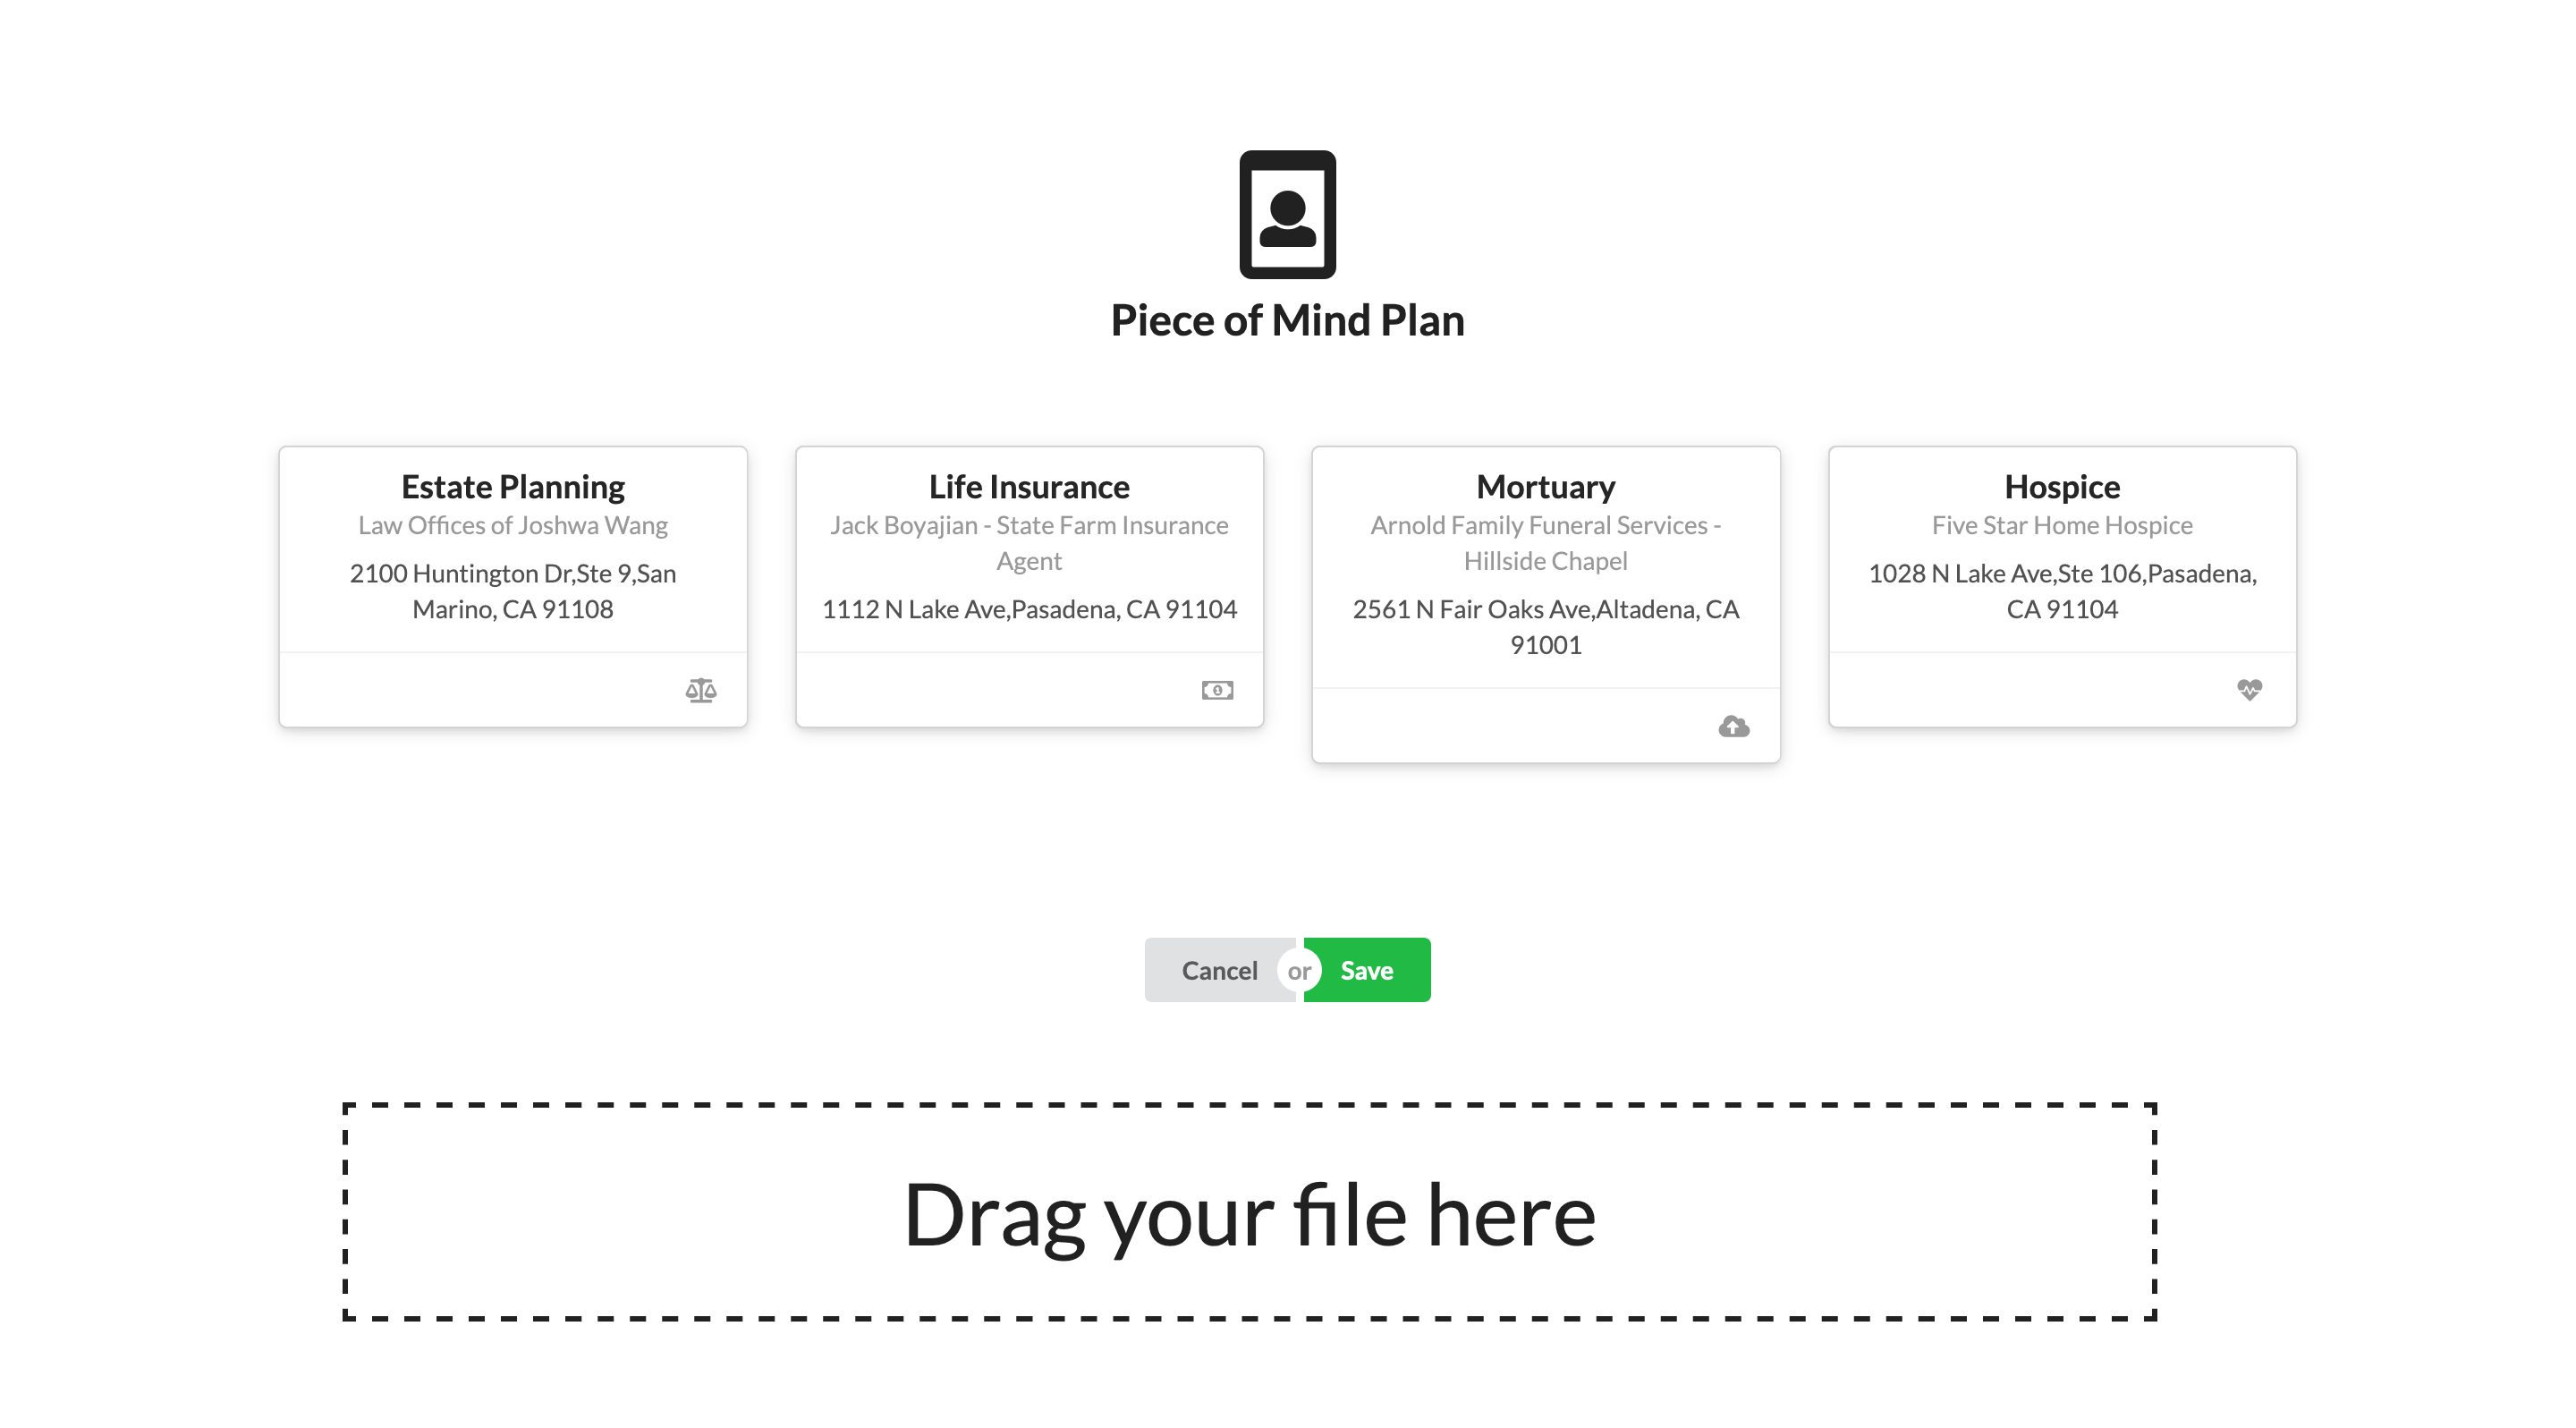 Piece of Mind Plan
Estate Planning
Law Offices of Joshwa Wang
2100 Huntington Dr,Ste 9,San
Marino, CA 91108
Life Insurance
Jack Boyajian - State Farm Insurance
Agent
1112 N Lake Ave,Pasadena, CA 91104
Mortuary
Arnold Family Funeral Services -
Hillside Chapel
2561 N Fair Oaks Ave,Altadena, CA
91001
Hospice
Five Star Home Hospice
1028 N Lake Ave,Ste 106,Pasadena,
CA 91104
Cancel or Save
Drag your file here